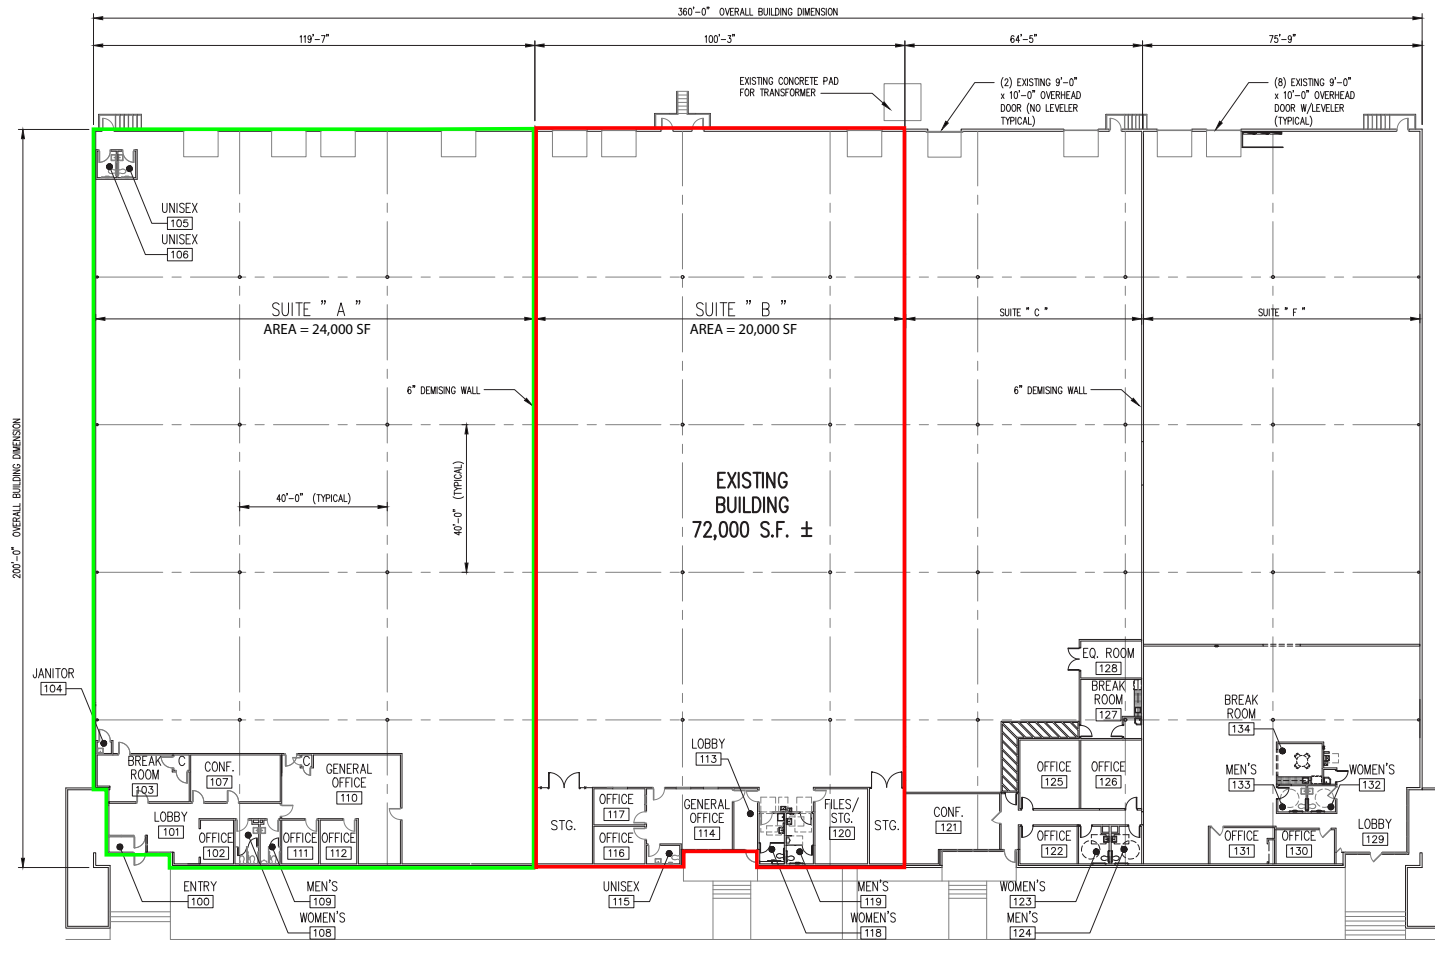 360'-0" OVERALL BUILDING DIMENSION
119'-7"
100'-3"
64'-5"
75'-9"
EXISTING CONCRETE PAD
FOR TRANSFORMER
(2) EXISTING 9'-0"
x 10'-0" OVERHEAD
DOOR (NO LEVELER
TYPICAL)
(8) EXISTING 9'-0"
x 10'-0" OVERHEAD
DOOR W/LEVELER
(TYPICAL)
UNISEX
105
UNISEX
106
SUITE " A "
AREA = 24,000 SF
SUITE " B "
AREA = 20,000 SF
SUITE " C "
SUITE " F "
6" DEMISING WALL
6" DEMISING WALL
200'-0" OVERALL BUILDING DIMENSION
40'-0" (TYPICAL)
40'-0" (TYPICAL)
EXISTING
BUILDING
72,000 S.F. ±
JANITOR
104
BREAK
ROOM
103
C
CONF.
107
C
GENERAL
OFFICE
110
LOBBY
101
OFFICE
102
OFFICE
111
OFFICE
112
ENTRY
100
MEN'S
109
WOMEN'S
108
STG.
OFFICE
117
OFFICE
116
GENERAL
OFFICE
114
LOBBY
113
FILES/
STG.
120
STG.
UNISEX
115
MEN'S
119
WOMEN'S
118
CONF.
121
EQ. ROOM
128
BREAK
ROOM
127
OFFICE
125
OFFICE
126
OFFICE
122
WOMEN'S
123
MEN'S
124
BREAK
ROOM
134
MEN'S
133
WOMEN'S
132
OFFICE
131
OFFICE
130
LOBBY
129